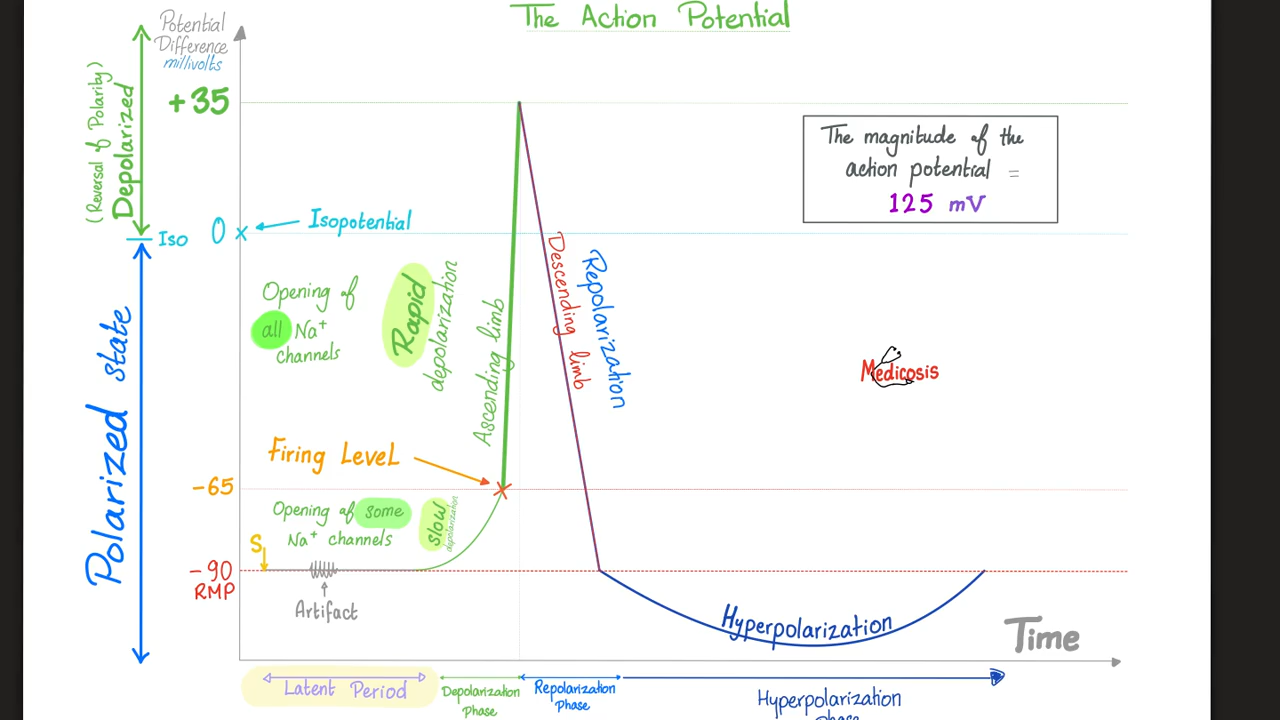 The Action Potential
Potential
Difference
millivolts
+35
(Reversal of Polarity)
Depolarized
The magnitude of the
action potential =
125 mV
Iso
0
Isopotential
Opening of
all Na⁺
channels
Rapid
depolarization
Ascending limb
Descending limb
Repolarization
Medicosis
Polarized state
Firing Level
-65
Opening of some
Na⁺ channels
slow
depolarization
S
-90
RMP
Artifact
Hyperpolarization
Time
Latent Period
Depolarization
Phase
Repolarization
Phase
Hyperpolarization
phase